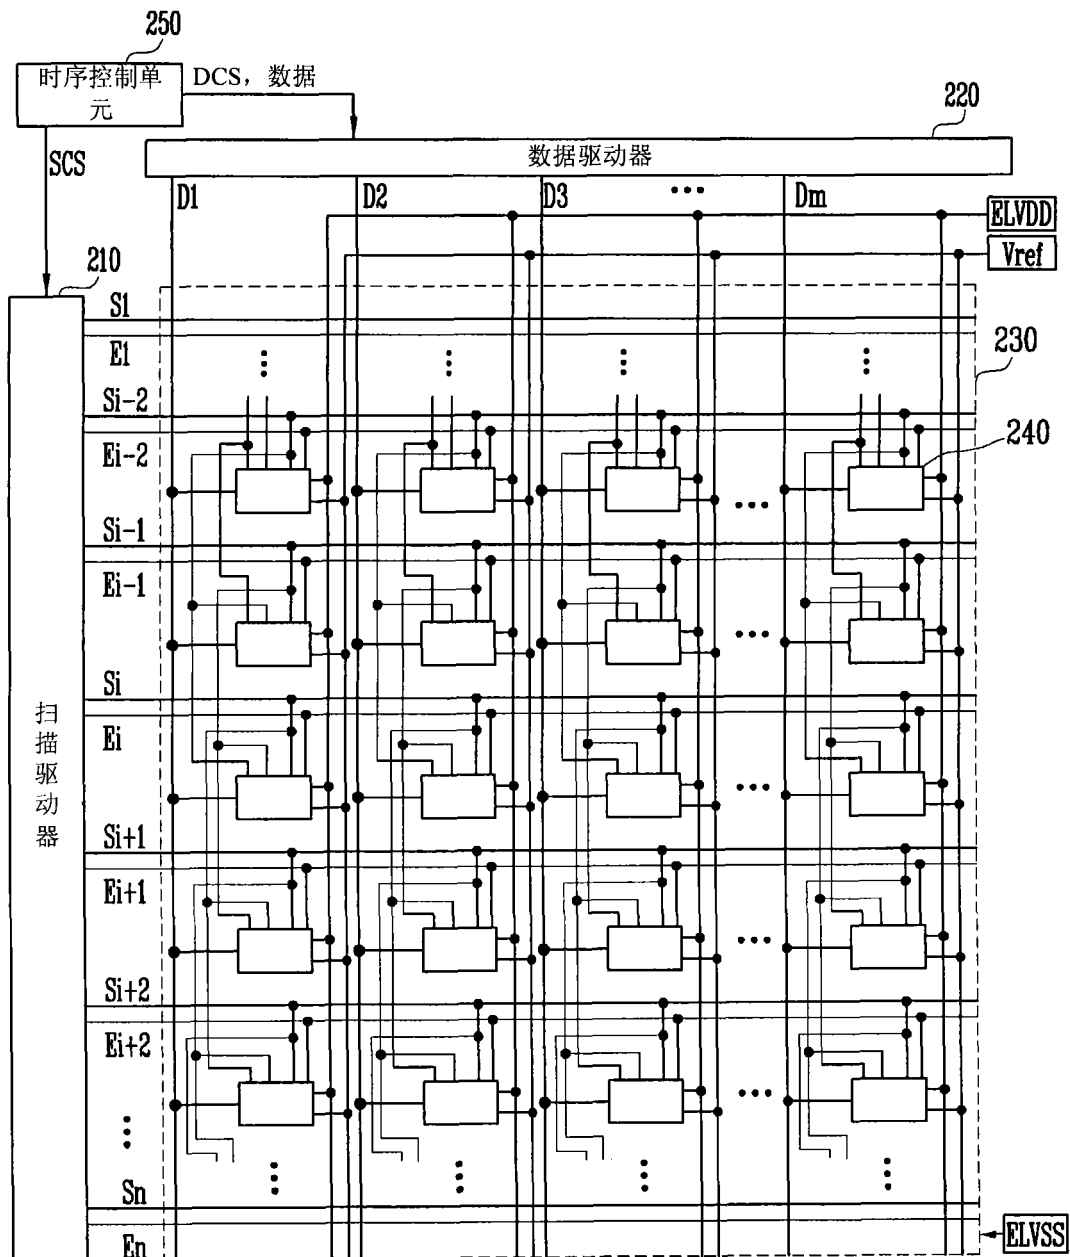 250
时序控制单
元
DCS，数据
220
数据驱动器
SCS
D1
D2
D3
Dm
ELVDD
Vref
210
S1
E1
230
Si-2
Ei-2
240
Si-1
Ei-1
Si
Ei
扫描驱动器
Si+1
Ei+1
Si+2
Ei+2
Sn
En
ELVSS